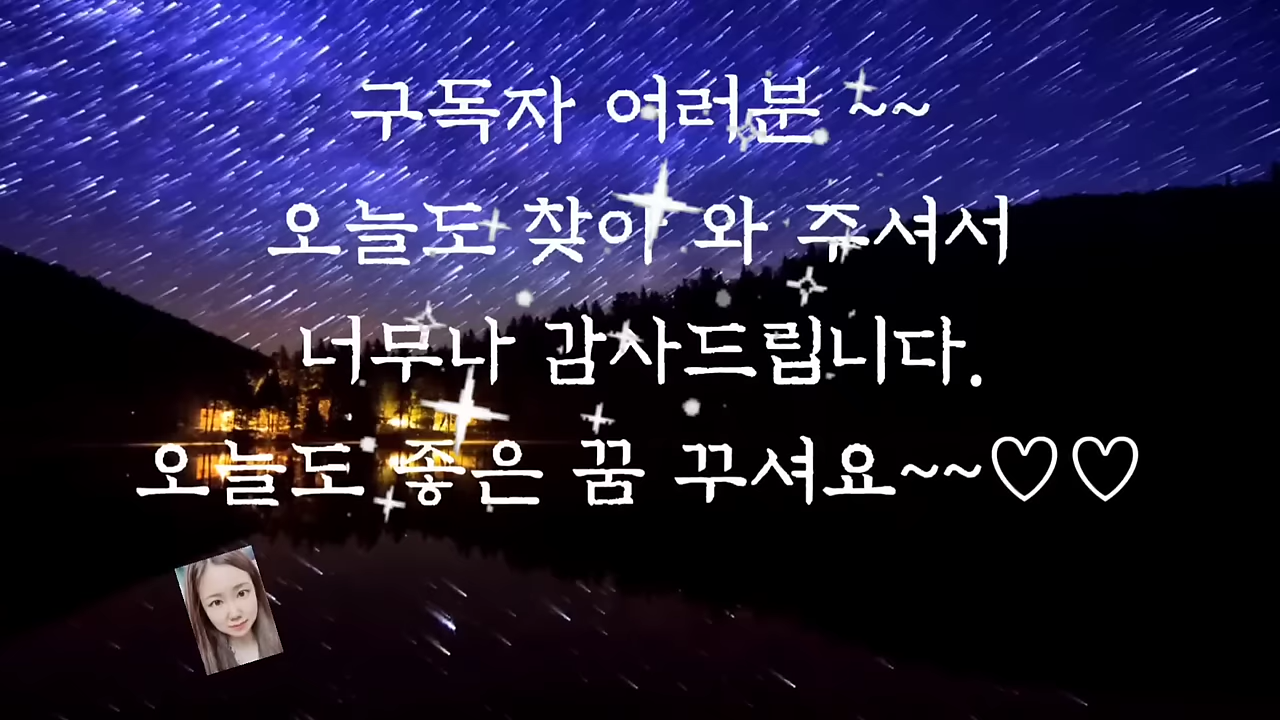 구독자 여러분 ~~
오늘도 찾아 와 주셔서
너무나 감사드립니다.
오늘도 좋은 꿈 꾸셔요~~♡♡